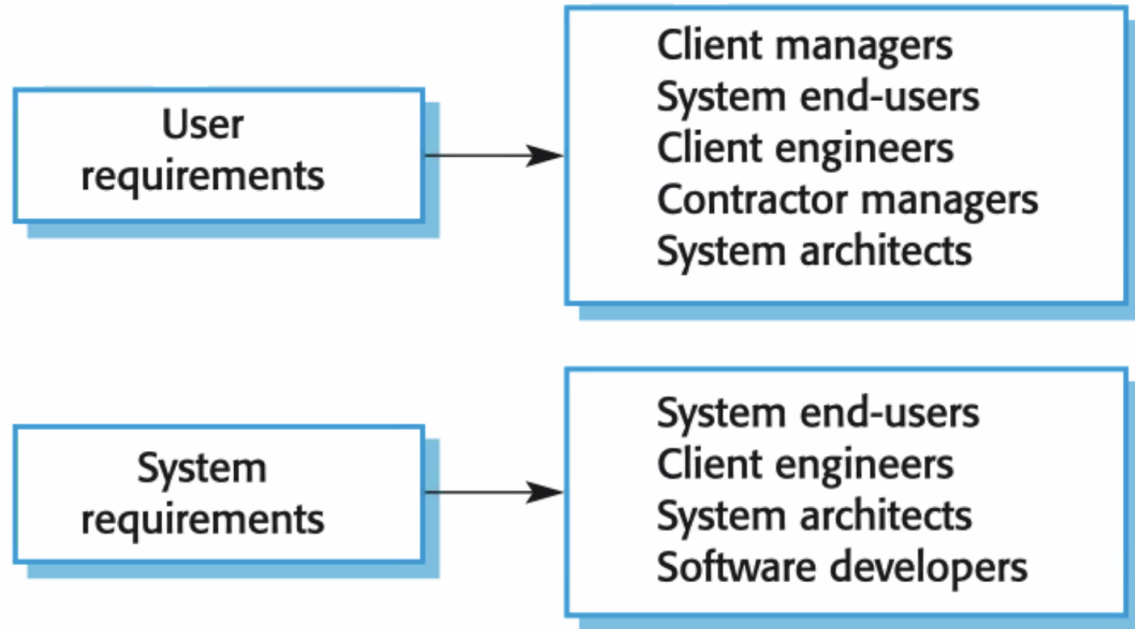 User
requirements
Client managers
System end-users
Client engineers
Contractor managers
System architects
System
requirements
System end-users
Client engineers
System architects
Software developers